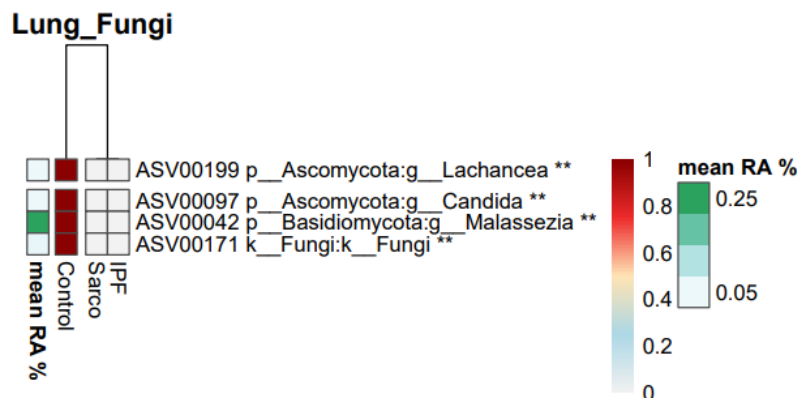 Lung_Fungi
ASV00199 p__Ascomycota:g__Lachancea **
ASV00097 p__Ascomycota:g__Candida **
ASV00042 p__Basidiomycota:g__Malassezia **
ASV00171 k__Fungi:k__Fungi **
mean RA %
Control
Sarco
IPF
1
0.8
0.6
0.4
0.2
0
mean RA %
0.25
0.05